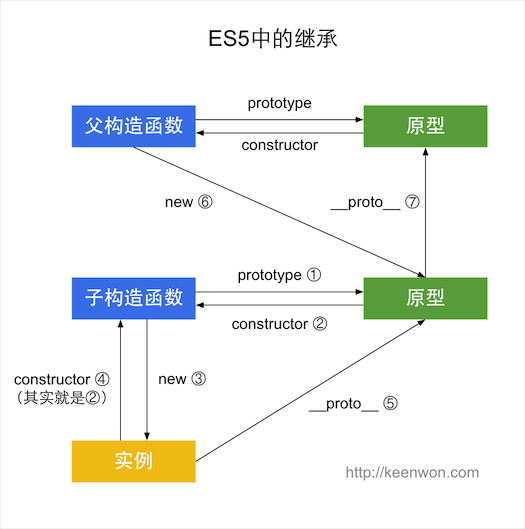 ES5中的继承
prototype
父构造函数
原型
constructor
new ⑥
__proto__ ⑦
prototype ①
子构造函数
原型
constructor ②
constructor ④
（其实就是②）
new ③
__proto__ ⑤
实例
http://keenwon.com